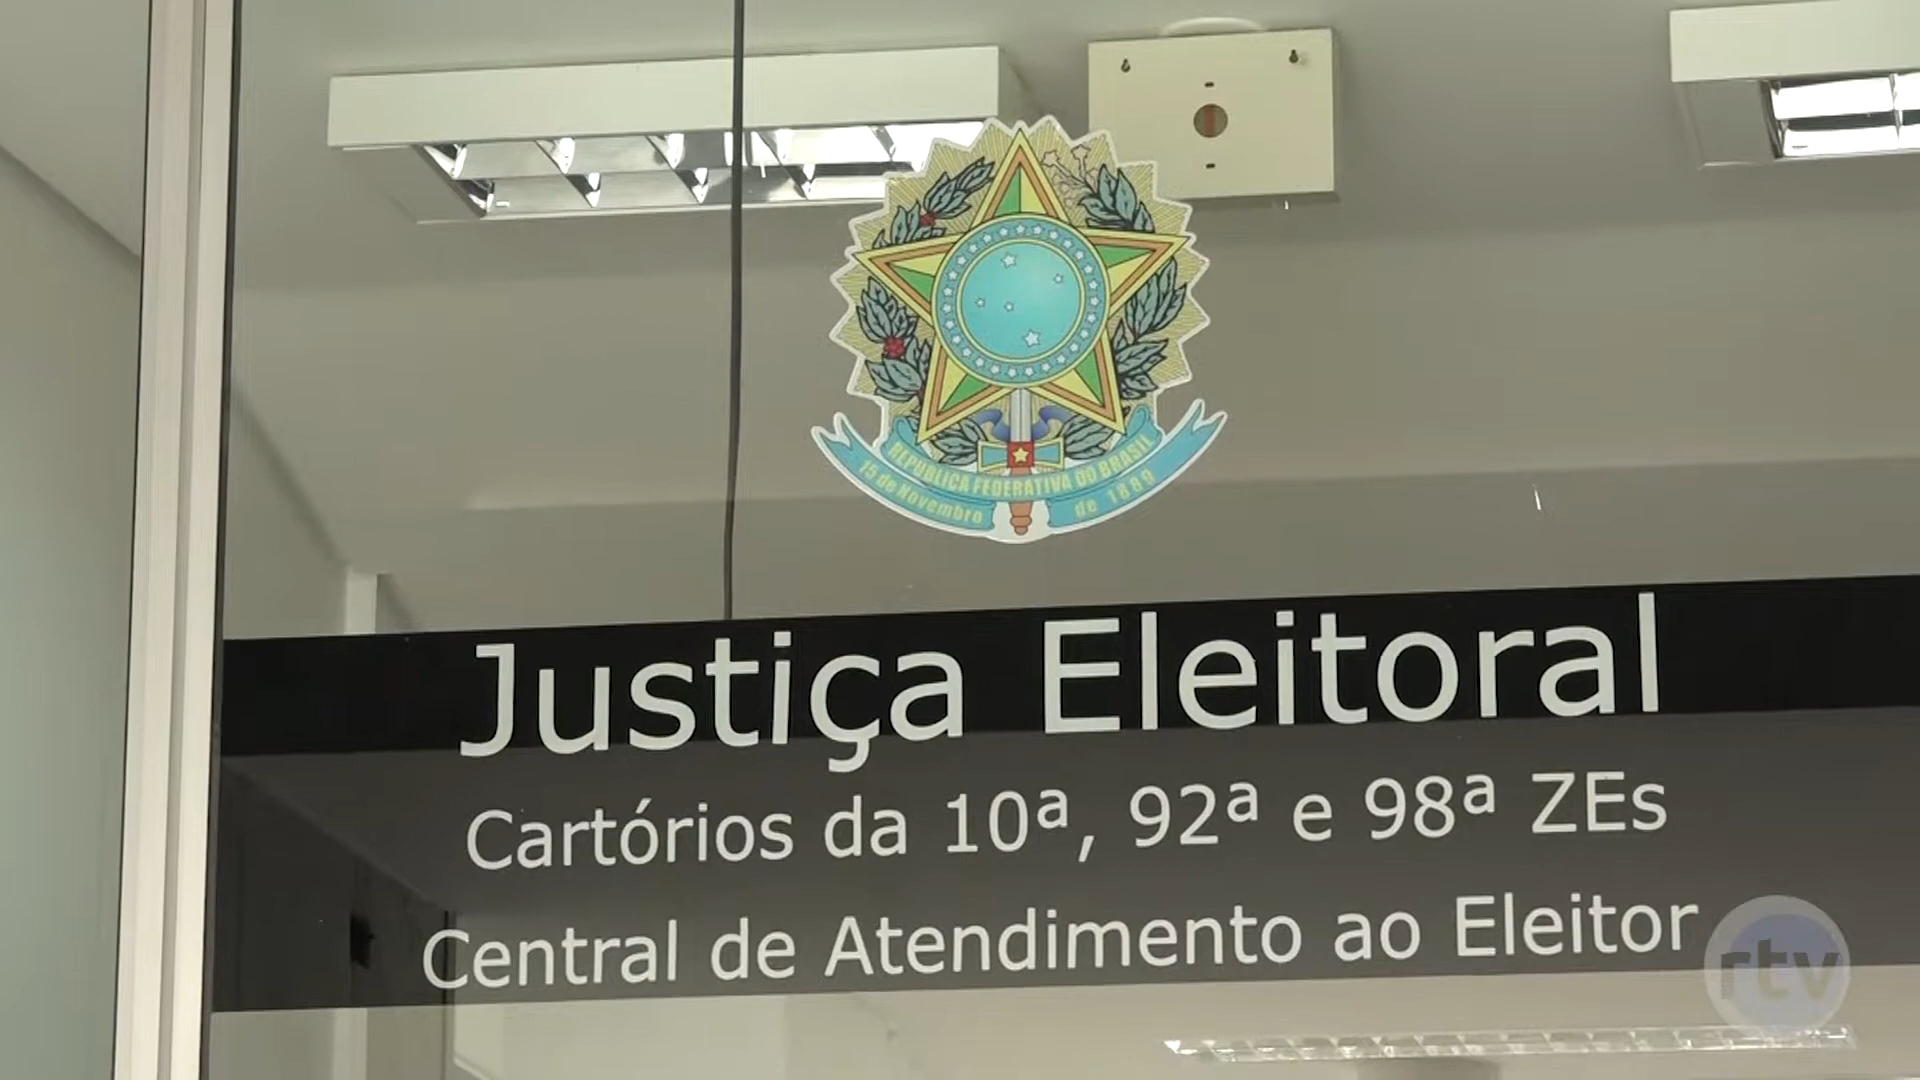 REPUBLICA FEDERATIVA DO BRASIL
15 de Novembro de 1889
Justiça Eleitoral
Cartórios da 10ª, 92ª e 98ª ZEs
Central de Atendimento ao Eleitor
rtv